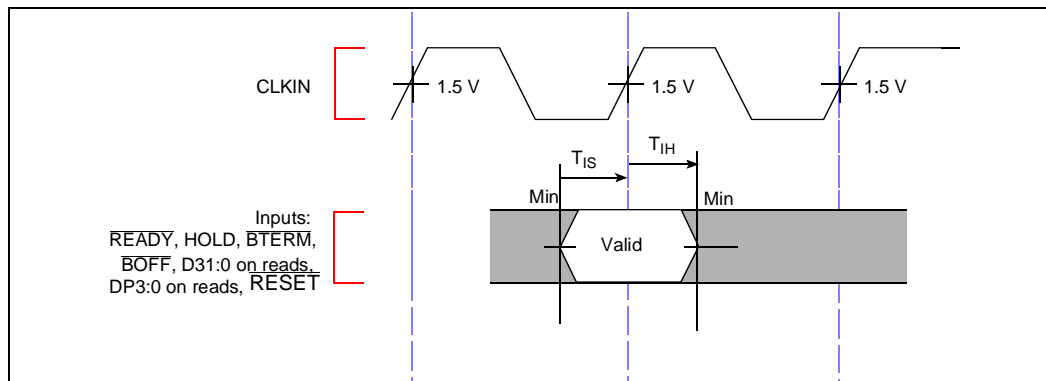 CLKIN
1.5 V
1.5 V
1.5 V
TIS
TIH
Min
Min
Inputs:
READY, HOLD, BTERM,
BOFF, D31:0 on reads,
DP3:0 on reads, RESET
Valid